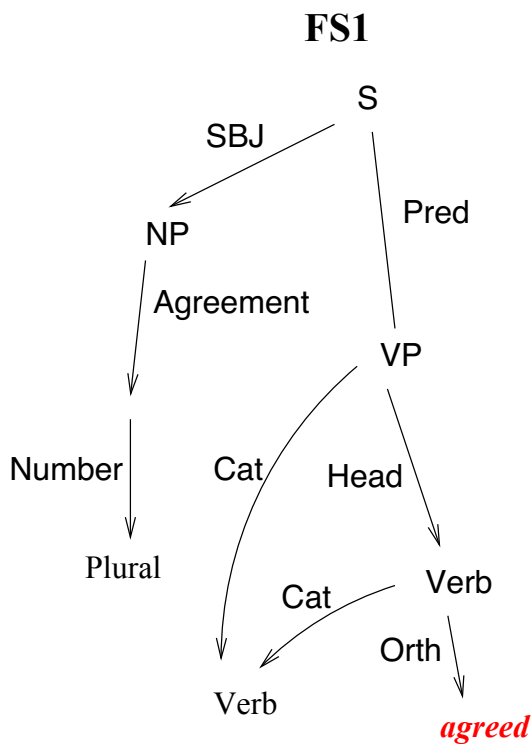 FS1
S
SBJ
Pred
NP
Agreement
VP
Number
Cat
Head
Plural
Cat
Verb
Orth
Verb
agreed